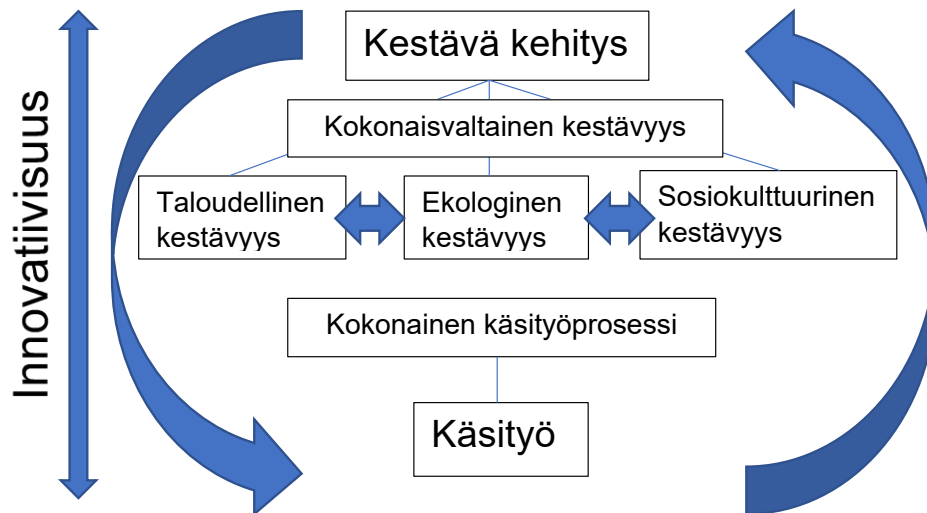 Innovatiivisuus
Kestävä kehitys
Kokonaisvaltainen kestävyys
Taloudellinen
kestävyys
Ekologinen
kestävyys
Sosiokulttuurinen
kestävyys
Kokonainen käsityöprosessi
Käsityö